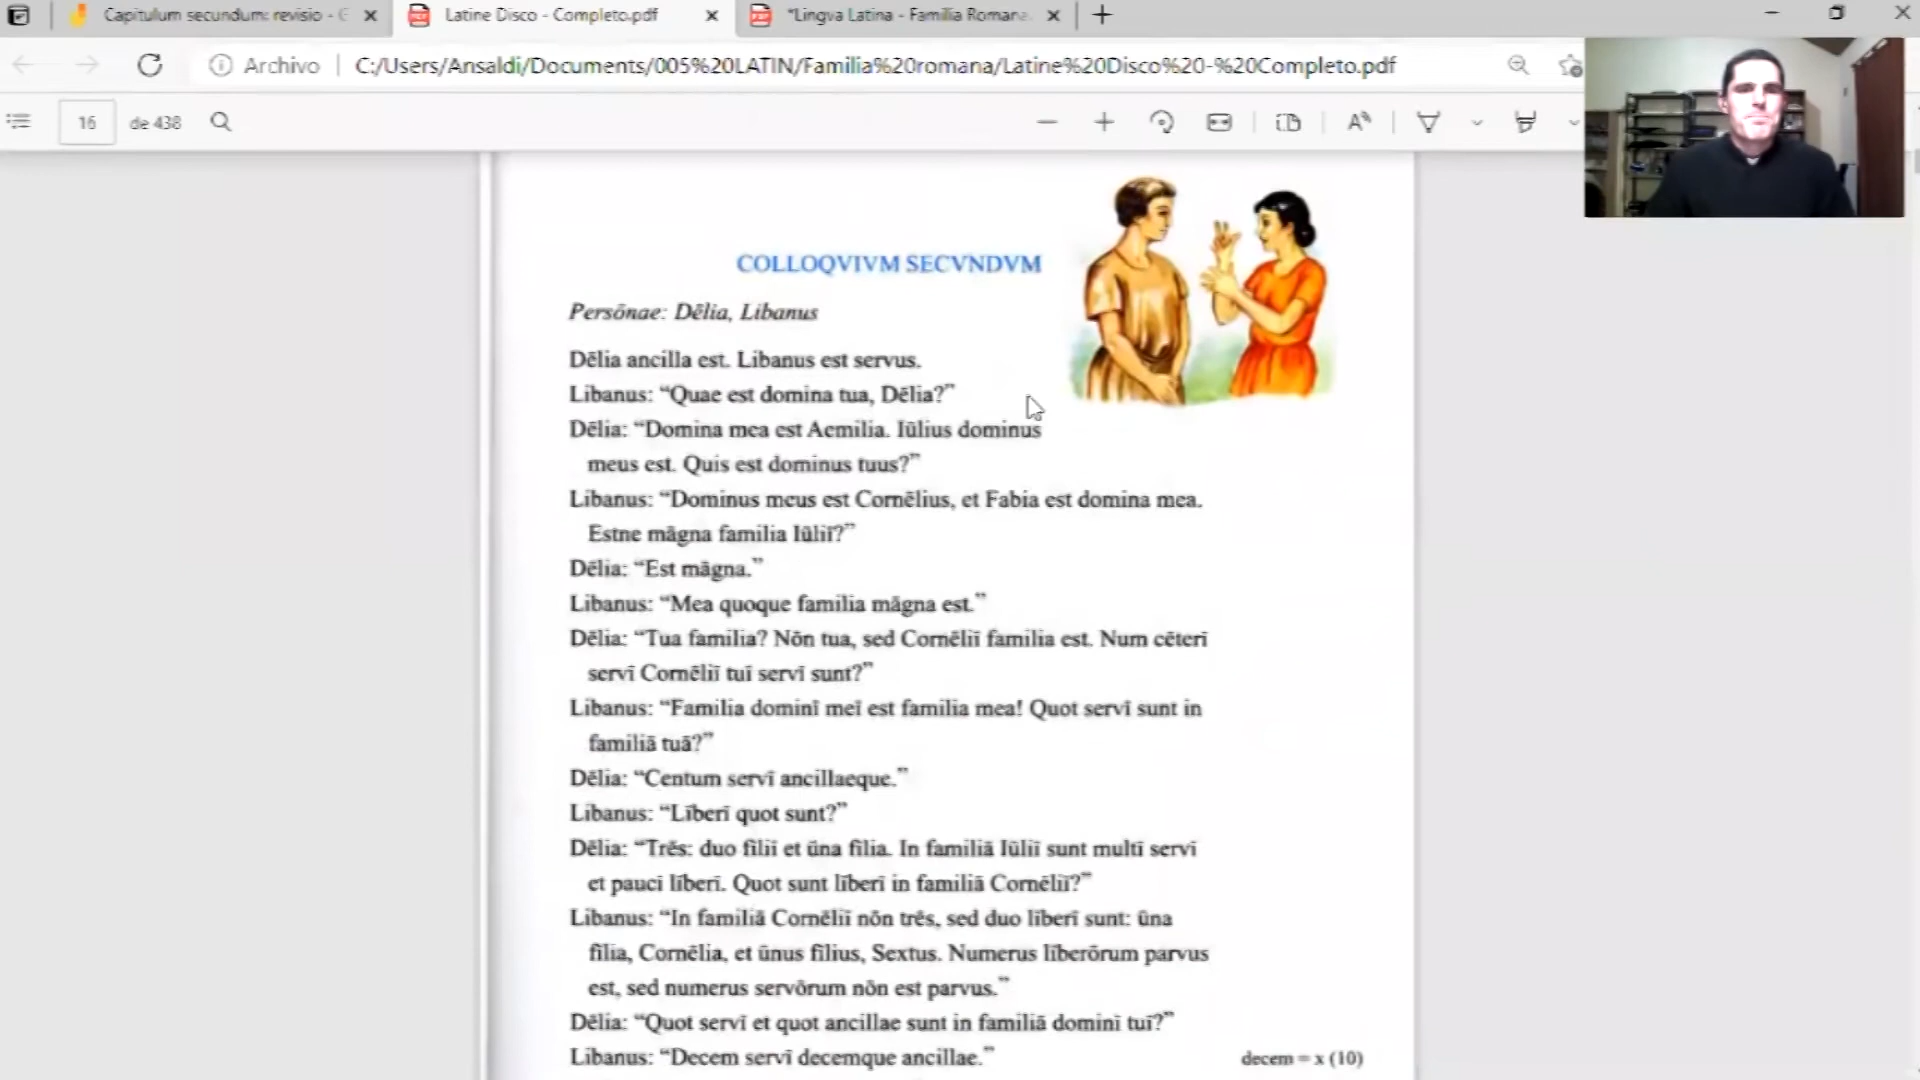 Capitulum secundum: revisio - G
Latine Disco - Completo.pdf
*Lingva Latina - Familia Romana.
Archivo
C:/Users/Ansaldi/Documents/005%20LATIN/Familia%20romana/Latine%20Disco%20-%20Completo.pdf
16 de 438
COLLOQVIVM SECVNDVM
Persōnae: Dēlia, Libanus
Dēlia ancilla est. Libanus est servus.
Libanus: “Quae est domina tua, Dēlia?”
Dēlia: “Domina mea est Aemilia. Iūlius dominus
meus est. Quis est dominus tuus?”
Libanus: “Dominus meus est Cornēlius, et Fabia est domina mea.
Estne māgna familia Iūliī?”
Dēlia: “Est māgna.”
Libanus: “Mea quoque familia māgna est.”
Dēlia: “Tua familia? Nōn tua, sed Cornēliī familia est. Num cēterī
servī Cornēliī tuī servī sunt?”
Libanus: “Familia dominī meī est familia mea! Quot servī sunt in
familiā tuā?”
Dēlia: “Centum servī ancillaeque.”
Libanus: “Līberī quot sunt?”
Dēlia: “Trēs: duo fīliī et ūna fīlia. In familiā Iūliī sunt multī servī
et paucī līberī. Quot sunt līberī in familiā Cornēliī?”
Libanus: “In familiā Cornēliī nōn trēs, sed duo līberī sunt: ūna
fīlia, Cornēlia, et ūnus fīlius, Sextus. Numerus līberōrum parvus
est, sed numerus servōrum nōn est parvus.”
Dēlia: “Quot servī et quot ancillae sunt in familiā dominī tuī?”
Libanus: “Decem servī decemque ancillae.”
decem = x (10)